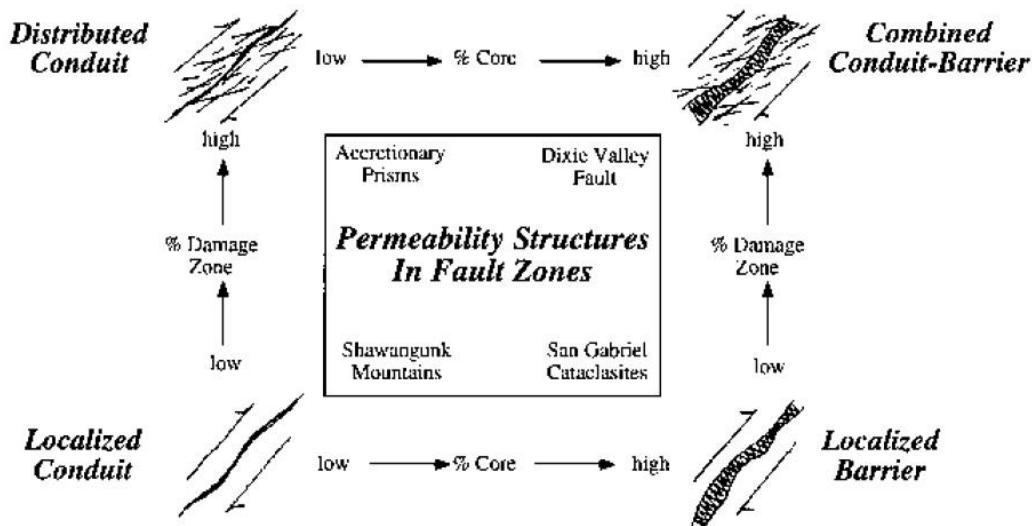 Distributed
Conduit
low
% Core
high
Combined
Conduit-Barrier
high
high
Accretionary
Prisms
Dixie Valley
Fault
% Damage
Zone
Permeability Structures
In Fault Zones
% Damage
Zone
low
Shawangunk
Mountains
San Gabriel
Cataclasites
low
Localized
Conduit
low
% Core
high
Localized
Barrier